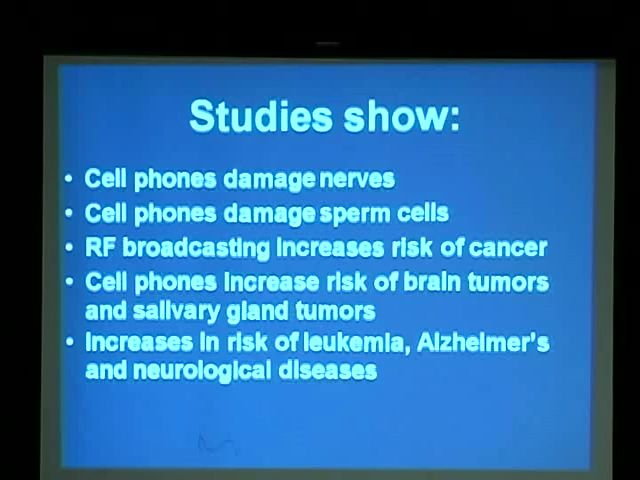 Studies show:
• Cell phones damage nerves
• Cell phones damage sperm cells
• RF broadcasting increases risk of cancer
• Cell phones increase risk of brain tumors
and salivary gland tumors
• Increases in risk of leukemia, Alzheimer's
and neurological diseases